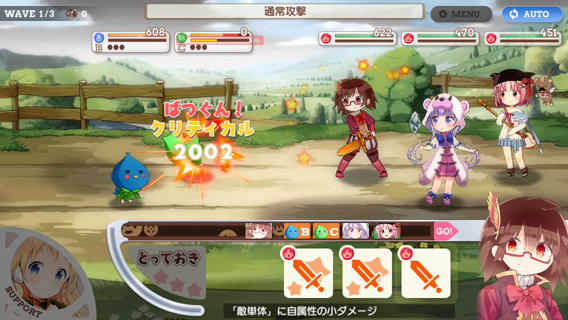 WAVE 1/3
0
通常攻撃
MENU
AUTO
608
B
0
C
622
470
451
ばつぐん!
クリティカル
2002
B
C
GO!
とっておき
SUPPORT
「敵単体」に自属性の小ダメージ